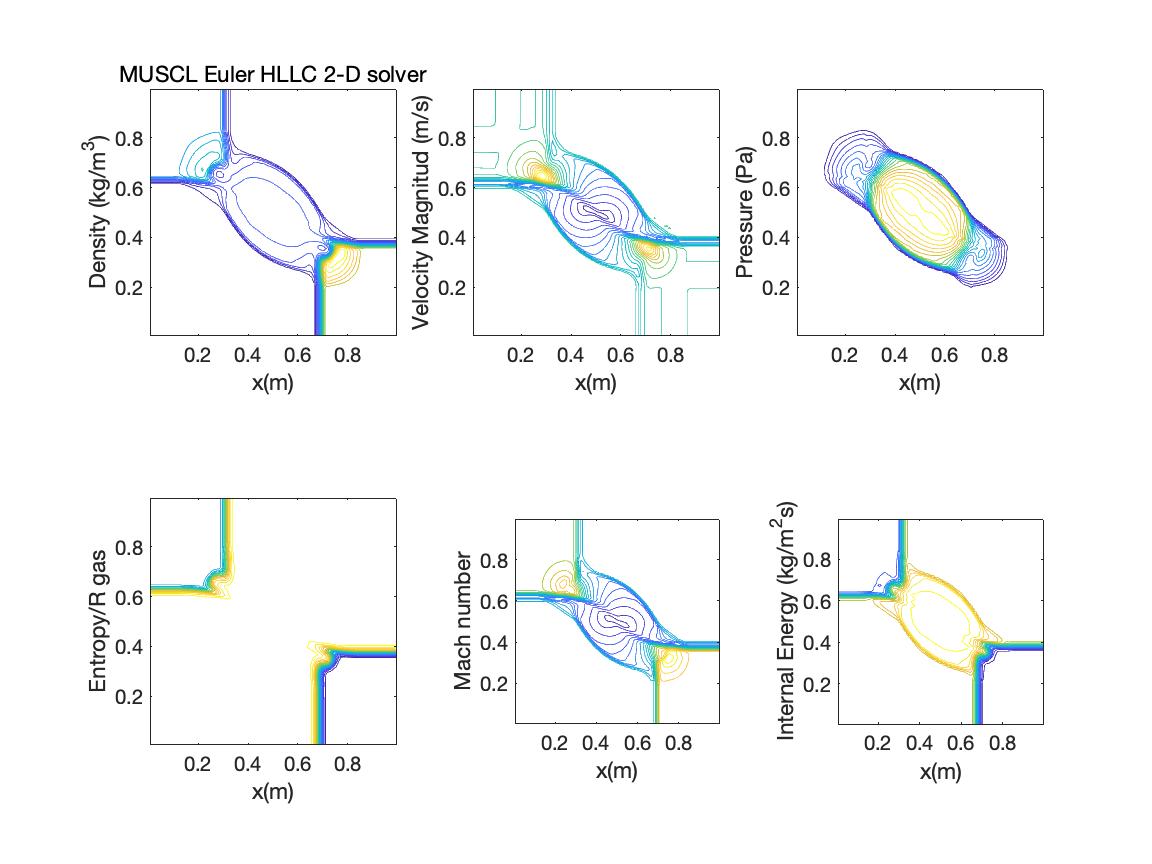 MUSCL Euler HLLC 2-D solver
Density (kg/m³)
0.8
0.6
0.4
0.2
0.2 0.4 0.6 0.8
x(m)
Velocity Magnitud (m/s)
0.8
0.6
0.4
0.2
0.2 0.4 0.6 0.8
x(m)
Pressure (Pa)
0.8
0.6
0.4
0.2
0.2 0.4 0.6 0.8
x(m)
Entropy/R gas
0.8
0.6
0.4
0.2
0.2 0.4 0.6 0.8
x(m)
Mach number
0.8
0.6
0.4
0.2
0.2 0.4 0.6 0.8
x(m)
Internal Energy (kg/m²s)
0.8
0.6
0.4
0.2
0.2 0.4 0.6 0.8
x(m)